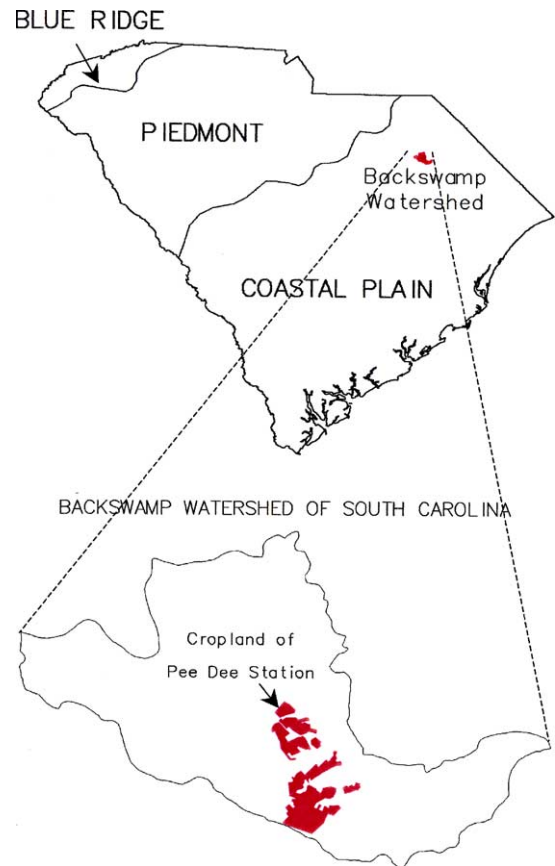 BLUE RIDGE
PIEDMONT
Backswamp
Watershed
COASTAL PLAIN
BACKSWAMP WATERSHED OF SOUTH CAROLINA
Cropland of
Pee Dee Station